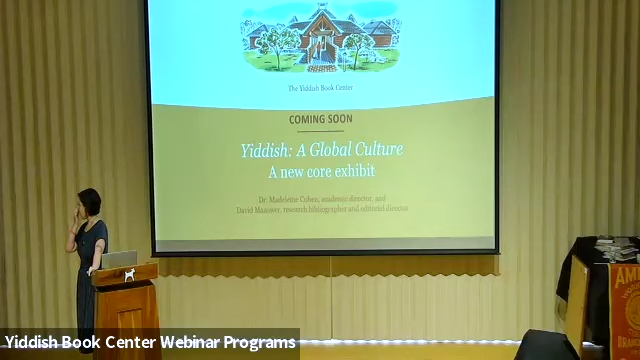 The Yiddish Book Center
COMING SOON
Yiddish: A Global Culture
A new core exhibit
Dr. Madeleine Cohen, academic director, and
David Mazower, research bibliographer and editorial director
Yiddish Book Center Webinar Programs